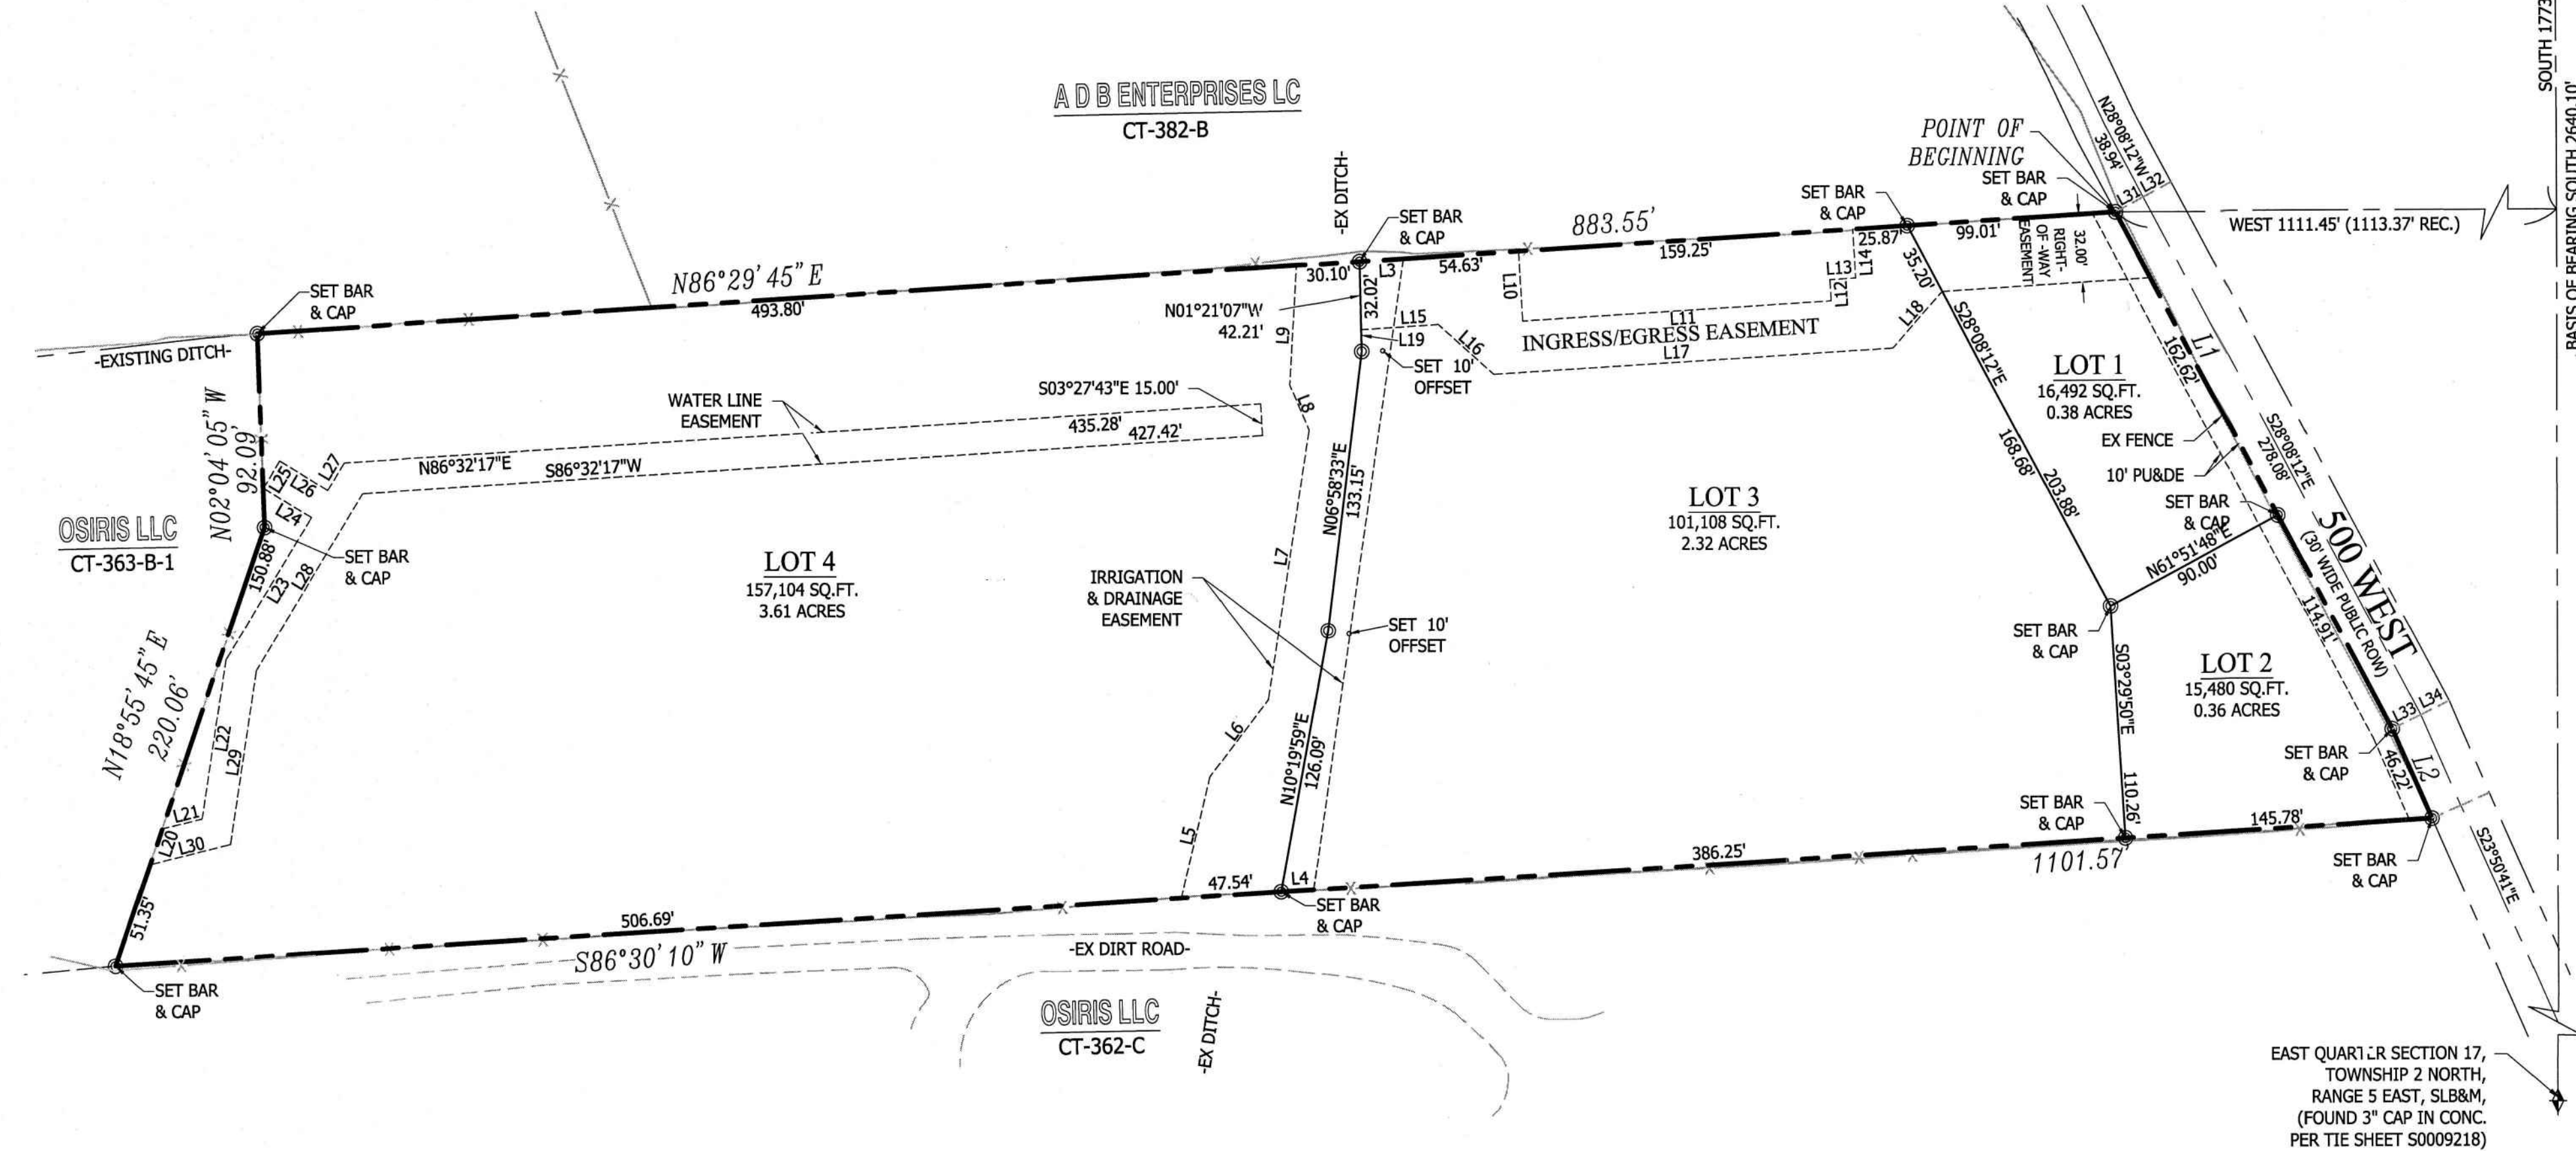 SOUTH 1773
BASIS OF BEARING SOUTH 2640.10'
A D B ENTERPRISES LC
CT-382-B
-EX DITCH-
POINT OF
BEGINNING
SET BAR
& CAP
N28°08'12"W
38.94'
L31
L32
WEST 1111.45' (1113.37' REC.)
SET BAR
& CAP
SET BAR
& CAP
883.55'
99.01'
25.87'
159.25'
54.63'
L3
30.10'
N86°29'45"E
493.80'
SET BAR
& CAP
-EXISTING DITCH-
N01°21'07"W
42.21'
32.02'
L9
L10
L11
L12
L13
L14
L15
L16
L17
L18
L19
INGRESS/EGRESS EASEMENT
SET 10'
OFFSET
35.20'
32.00'
RIGHT-
OF-WAY
EASEMENT
S28°08'12"E
168.68'
203.88'
L1
162.62'
LOT 1
16,492 SQ.FT.
0.38 ACRES
EX FENCE
10' PU&DE
SET BAR
& CAP
S28°08'12"E
278.08'
500 WEST
(30' WIDE PUBLIC ROW)
N61°51'48"E
90.00'
114.91'
WATER LINE
EASEMENT
S03°27'43"E 15.00'
435.28'
427.42'
N86°32'17"E
S86°32'17"W
L8
N02°04'05"W
92.09'
L25
L26
L27
L24
OSIRIS LLC
CT-363-B-1
SET BAR
& CAP
150.88'
L23
L28
LOT 4
157,104 SQ.FT.
3.61 ACRES
L7
N06°58'33"E
133.15'
LOT 3
101,108 SQ.FT.
2.32 ACRES
IRRIGATION
& DRAINAGE
EASEMENT
SET 10'
OFFSET
SET BAR
& CAP
S03°29'50"E
110.26'
LOT 2
15,480 SQ.FT.
0.36 ACRES
L33
L34
SET BAR
& CAP
46.22'
L2
N18°55'45"E
220.06'
L22
L29
L21
L20
L30
L6
L5
N10°19'59"E
126.09'
SET BAR
& CAP
145.78'
1101.57'
386.25'
S23°50'41"E
SET BAR
& CAP
51.35'
L4
47.54'
SET BAR
& CAP
506.69'
S86°30'10"W
-EX DIRT ROAD-
SET BAR
& CAP
OSIRIS LLC
CT-362-C
-EX DITCH-
EAST QUARTER SECTION 17,
TOWNSHIP 2 NORTH,
RANGE 5 EAST, SLB&M,
(FOUND 3" CAP IN CONC.
PER TIE SHEET S0009218)